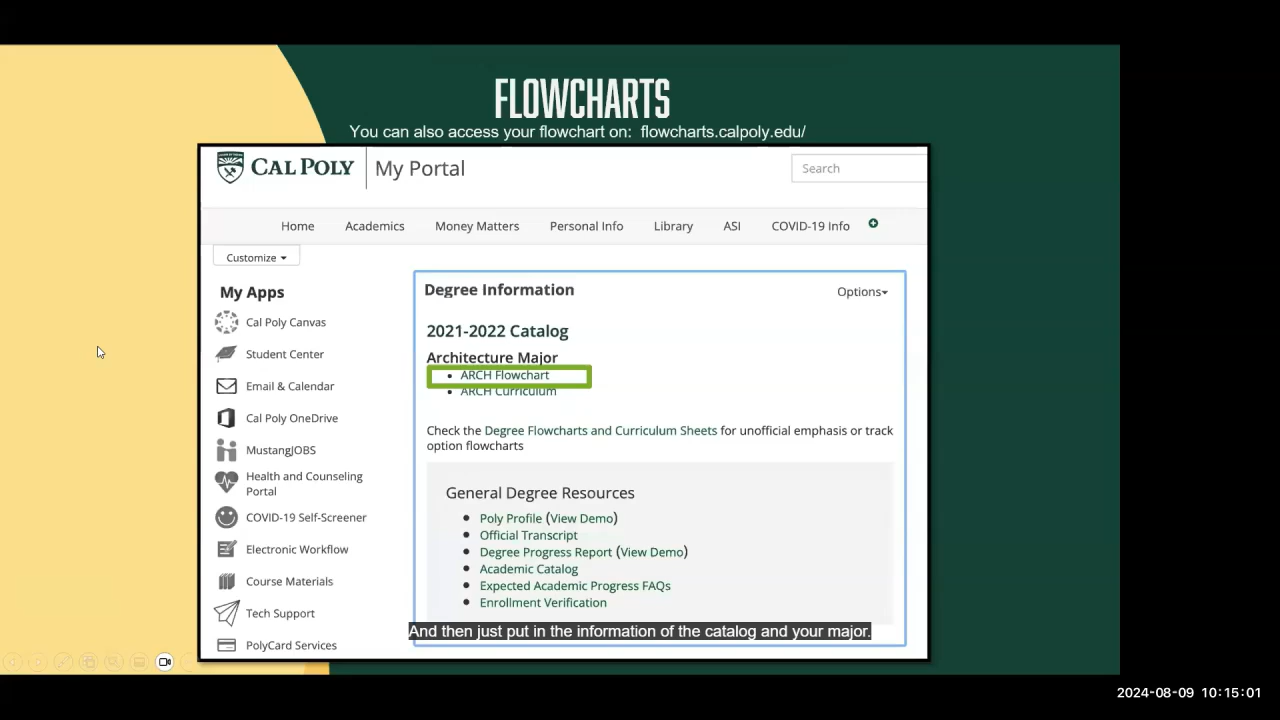 FLOWCHARTS
You can also access your flowchart on: flowcharts.calpoly.edu/
CAL POLY My Portal
Search
Home Academics Money Matters Personal Info Library ASI COVID-19 Info
Customize
My Apps
Cal Poly Canvas
Student Center
Email & Calendar
Cal Poly OneDrive
MustangJOBS
Health and Counseling
Portal
COVID-19 Self-Screener
Electronic Workflow
Course Materials
Tech Support
PolyCard Services
Degree Information
Options
2021-2022 Catalog
Architecture Major
• ARCH Flowchart
• ARCH Curriculum
Check the Degree Flowcharts and Curriculum Sheets for unofficial emphasis or track
option flowcharts
General Degree Resources
• Poly Profile (View Demo)
• Official Transcript
• Degree Progress Report (View Demo)
• Academic Catalog
• Expected Academic Progress FAQs
• Enrollment Verification
And then just put in the information of the catalog and your major.
2024-08-09 10:15:01